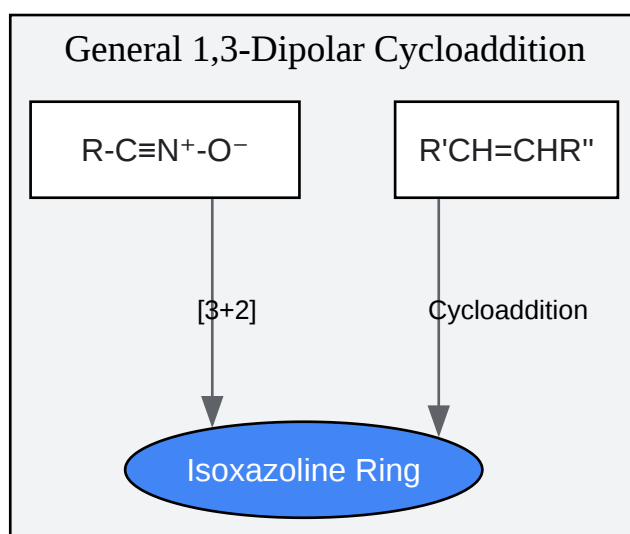 General 1,3-Dipolar Cycloaddition
R-C≡N⁺-O⁻
R'CH=CHR"
[3+2]
Cycloaddition
Isoxazoline Ring